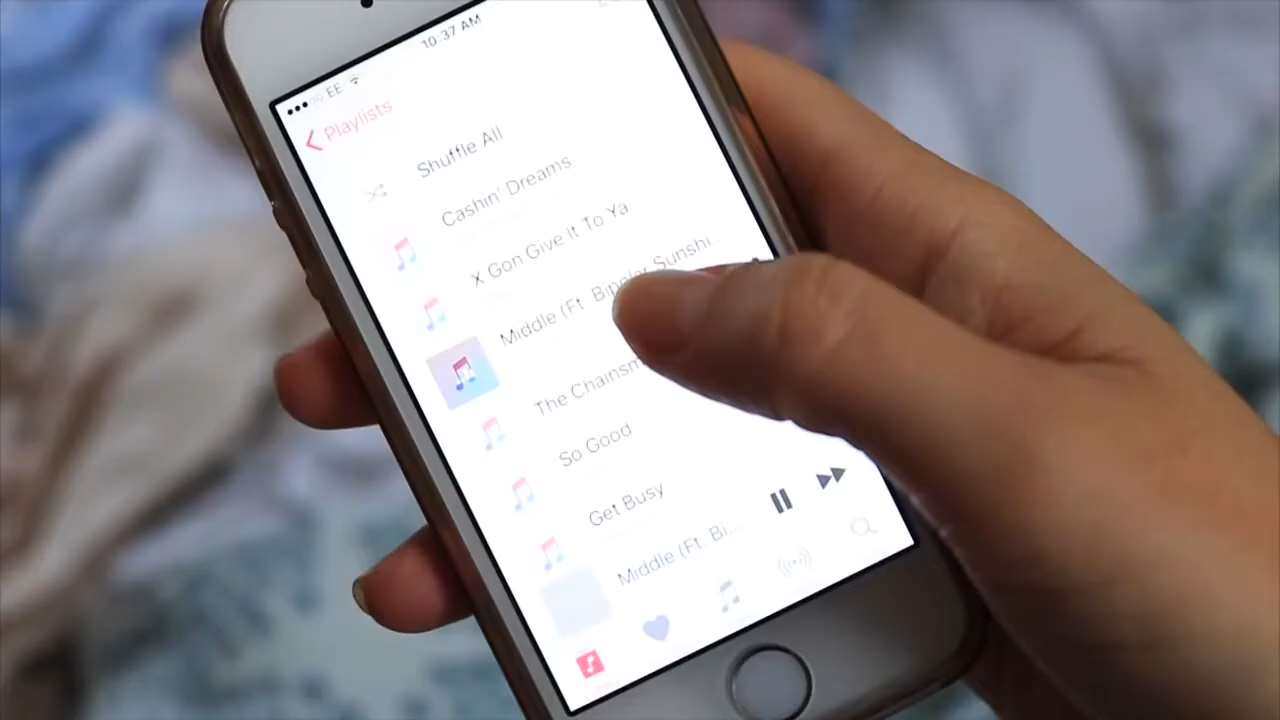 10:37 AM
EE
Playlists
Shuffle All
Cashin' Dreams
X Gon Give It To Ya
Middle (Ft. Bipolar Sunshi...
The Chainsm
So Good
Get Busy
Middle (Ft. Bi...